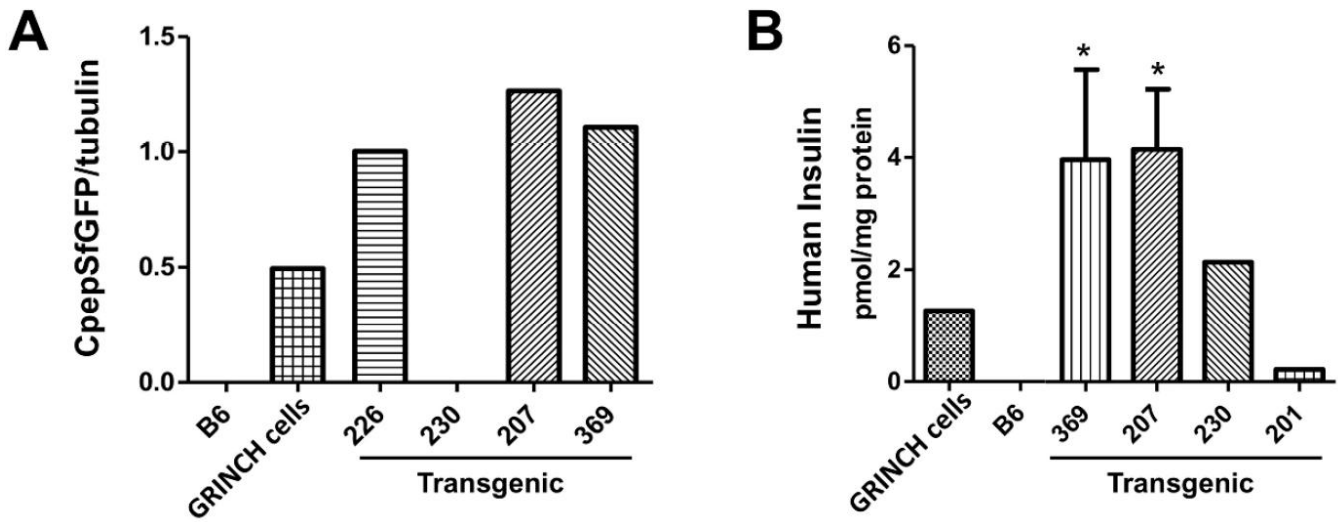 A
CpepSfGFP/tubulin
1.5
1.0
0.5
0.0
B6
GRINCH cells
226
230
207
369
Transgenic
B
Human Insulin
pmol/mg protein
6
4
2
0
*
*
GRINCH cells
B6
369
207
230
201
Transgenic